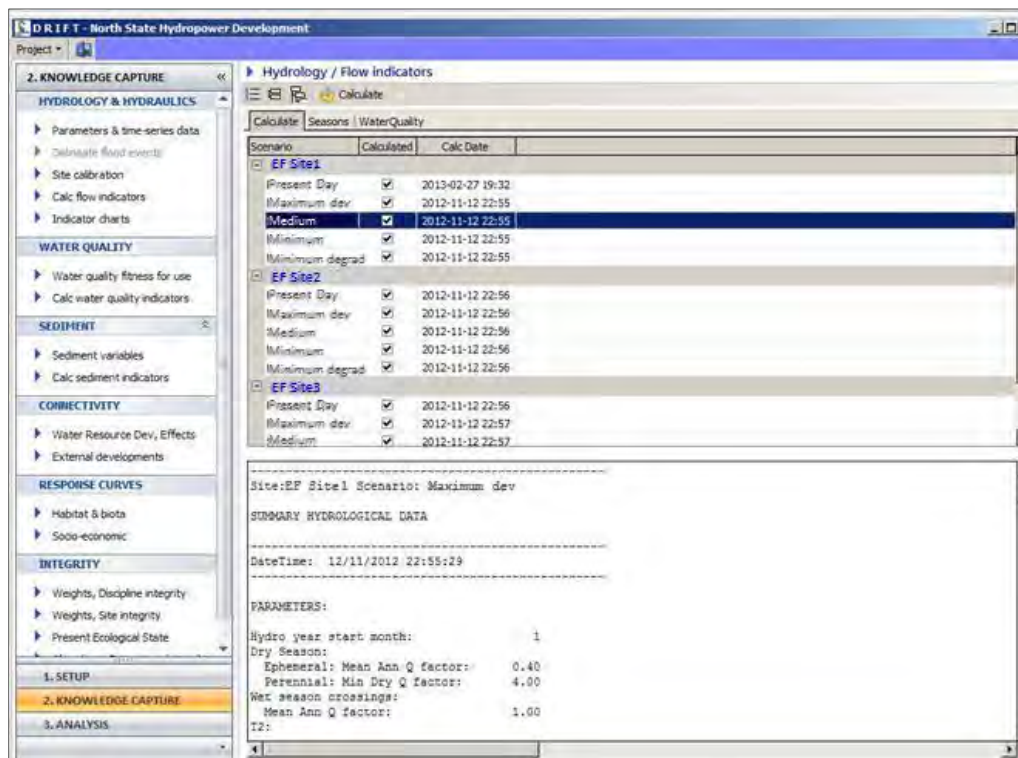 DRIFT - North State Hydropower Development
Project
2. KNOWLEDGE CAPTURE «
HYDROLOGY & HYDRAULICS
Parameters & time-series data
Delineate flood events
Site calibration
Calc flow indicators
Indicator charts
WATER QUALITY
Water quality fitness for use
Calc water quality indicators
SEDIMENT
Sediment variables
Calc sediment indicators
CONNECTIVITY
Water Resource Dev, Effects
External developments
RESPONSE CURVES
Habitat & biota
Socio-economic
INTEGRITY
Weights, Discipline integrity
Weights, Site integrity
Present Ecological State
1. SETUP
2. KNOWLEDGE CAPTURE
3. ANALYSIS
Hydrology / Flow indicators
Calculate
Calculate Seasons WaterQuality
Scenario Calculated Calc Date
EF Site1
Present Day 2013-02-27 19:32
Maximum dev 2012-11-12 22:55
Medium 2012-11-12 22:55
Minimum 2012-11-12 22:55
Minimum degrad 2012-11-12 22:55
EF Site2
Present Day 2012-11-12 22:56
Maximum dev 2012-11-12 22:56
Medium 2012-11-12 22:56
Minimum 2012-11-12 22:56
Minimum degrad 2012-11-12 22:56
EF Site3
Present Day 2012-11-12 22:56
Maximum dev 2012-11-12 22:57
Medium 2012-11-12 22:57
Site:EF Site1 Scenario: Maximum dev
SUMMARY HYDROLOGICAL DATA
DateTime: 12/11/2012 22:55:29
PARAMETERS:
Hydro year start month: 1
Dry Season:
Ephemeral: Mean Ann Q factor: 0.40
Perennial: Min Dry Q factor: 4.00
Wet season crossings:
Mean Ann Q factor: 1.00
T2: